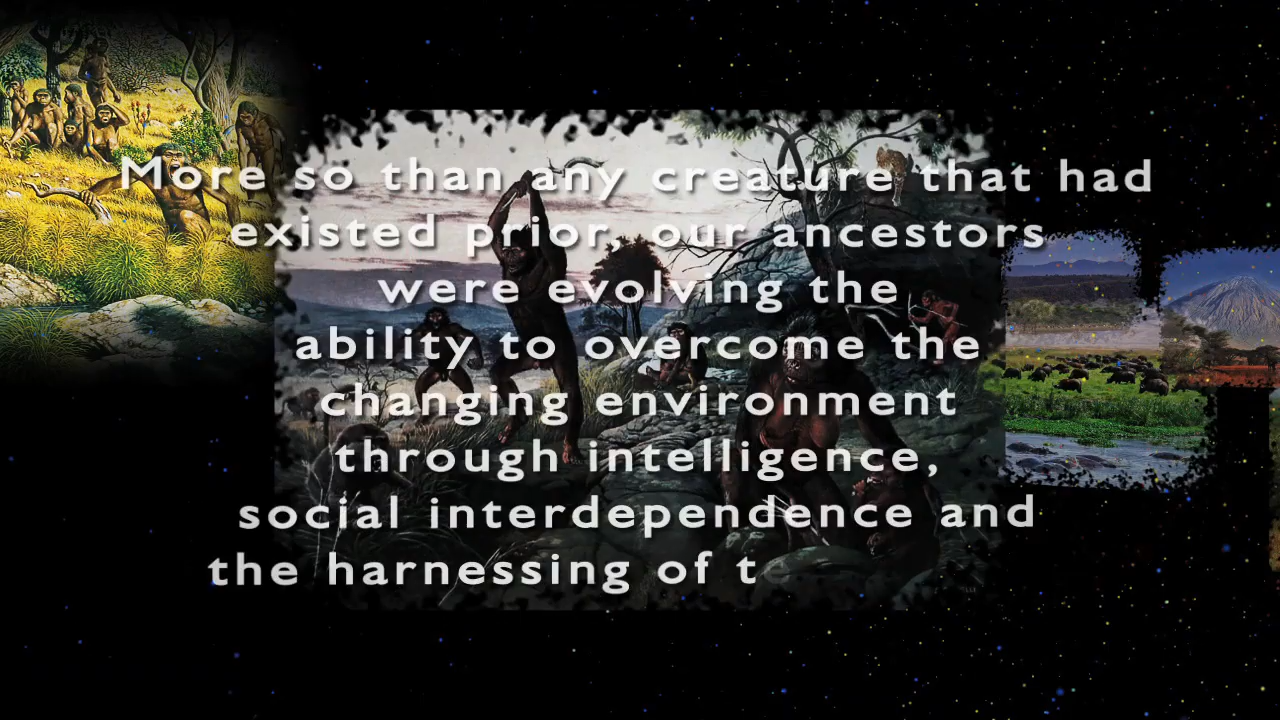 More so than any creature that had
existed prior, our ancestors
were evolving the
ability to overcome the
changing environment
through intelligence,
social interdependence and
the harnessing of t